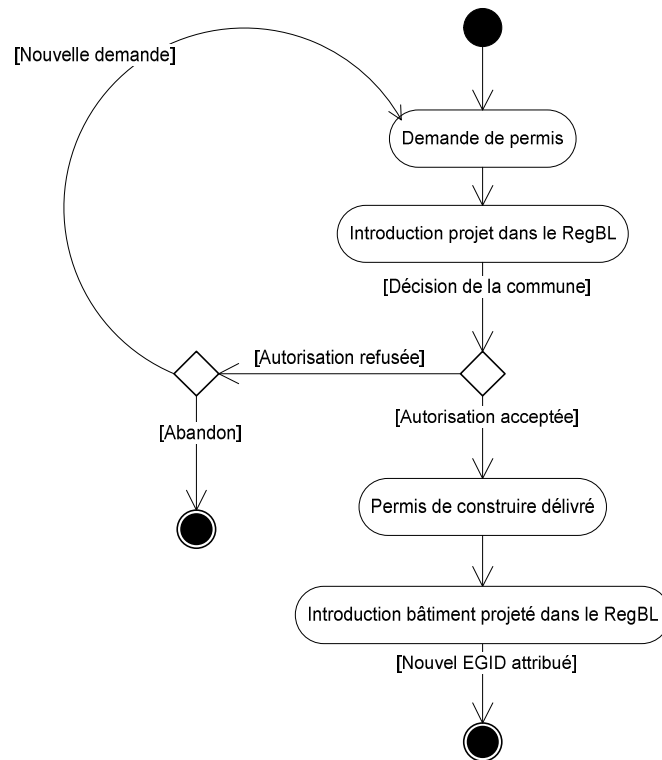 [Nouvelle demande]
Demande de permis
Introduction projet dans le RegBL
[Décision de la commune]
[Autorisation refusée]
[Autorisation acceptée]
[Abandon]
Permis de construire délivré
Introduction bâtiment projeté dans le RegBL
[Nouvel EGID attribué]